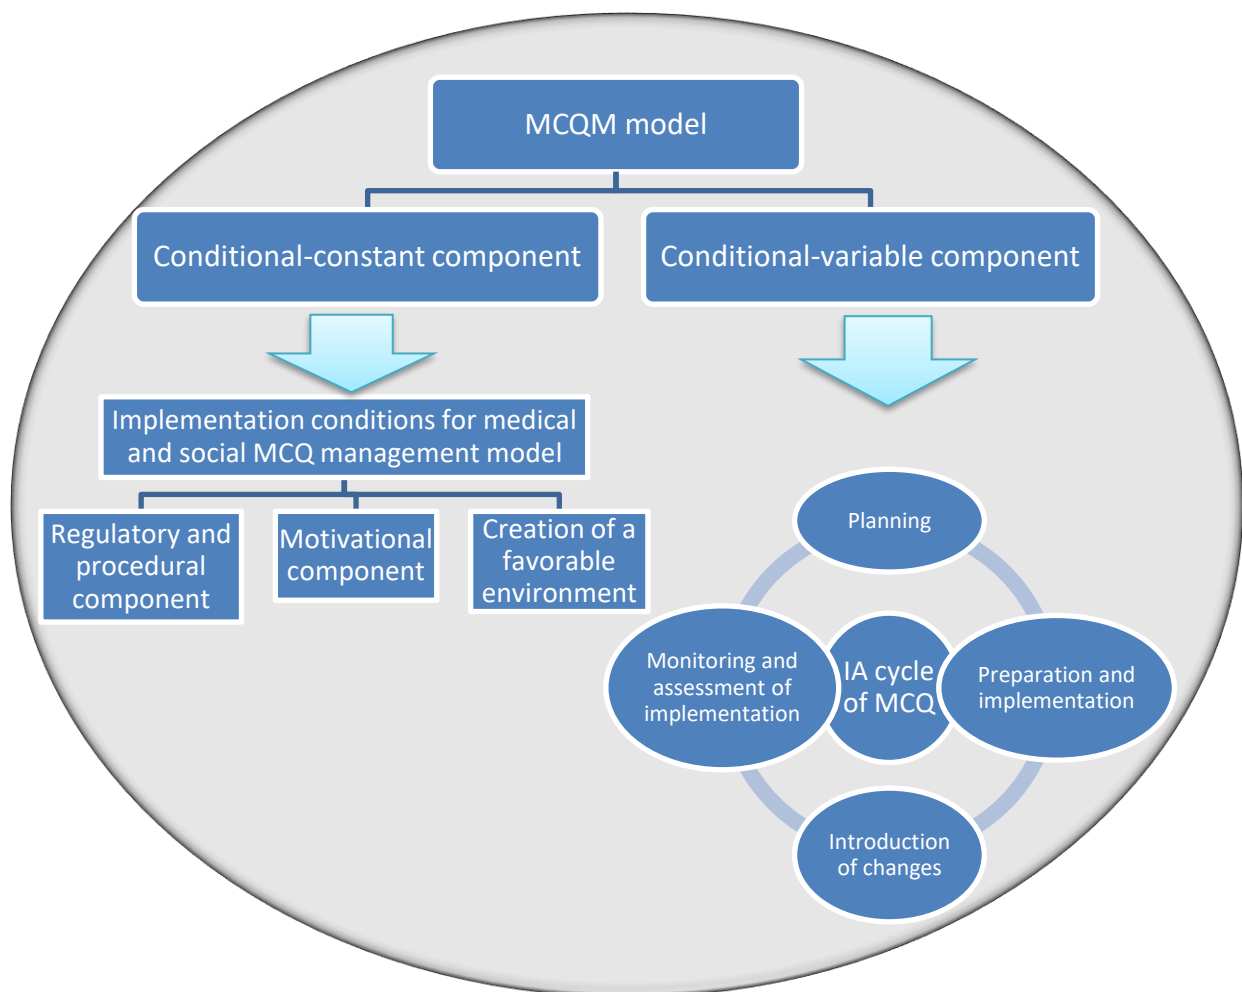 MCQM model
Conditional-constant component
Conditional-variable component
Implementation conditions for medical
and social MCQ management model
Regulatory and
procedural
component
Motivational
component
Creation of a
favorable
environment
Planning
Monitoring and
assessment of
implementation
IA cycle
of MCQ
Preparation and
implementation
Introduction
of changes